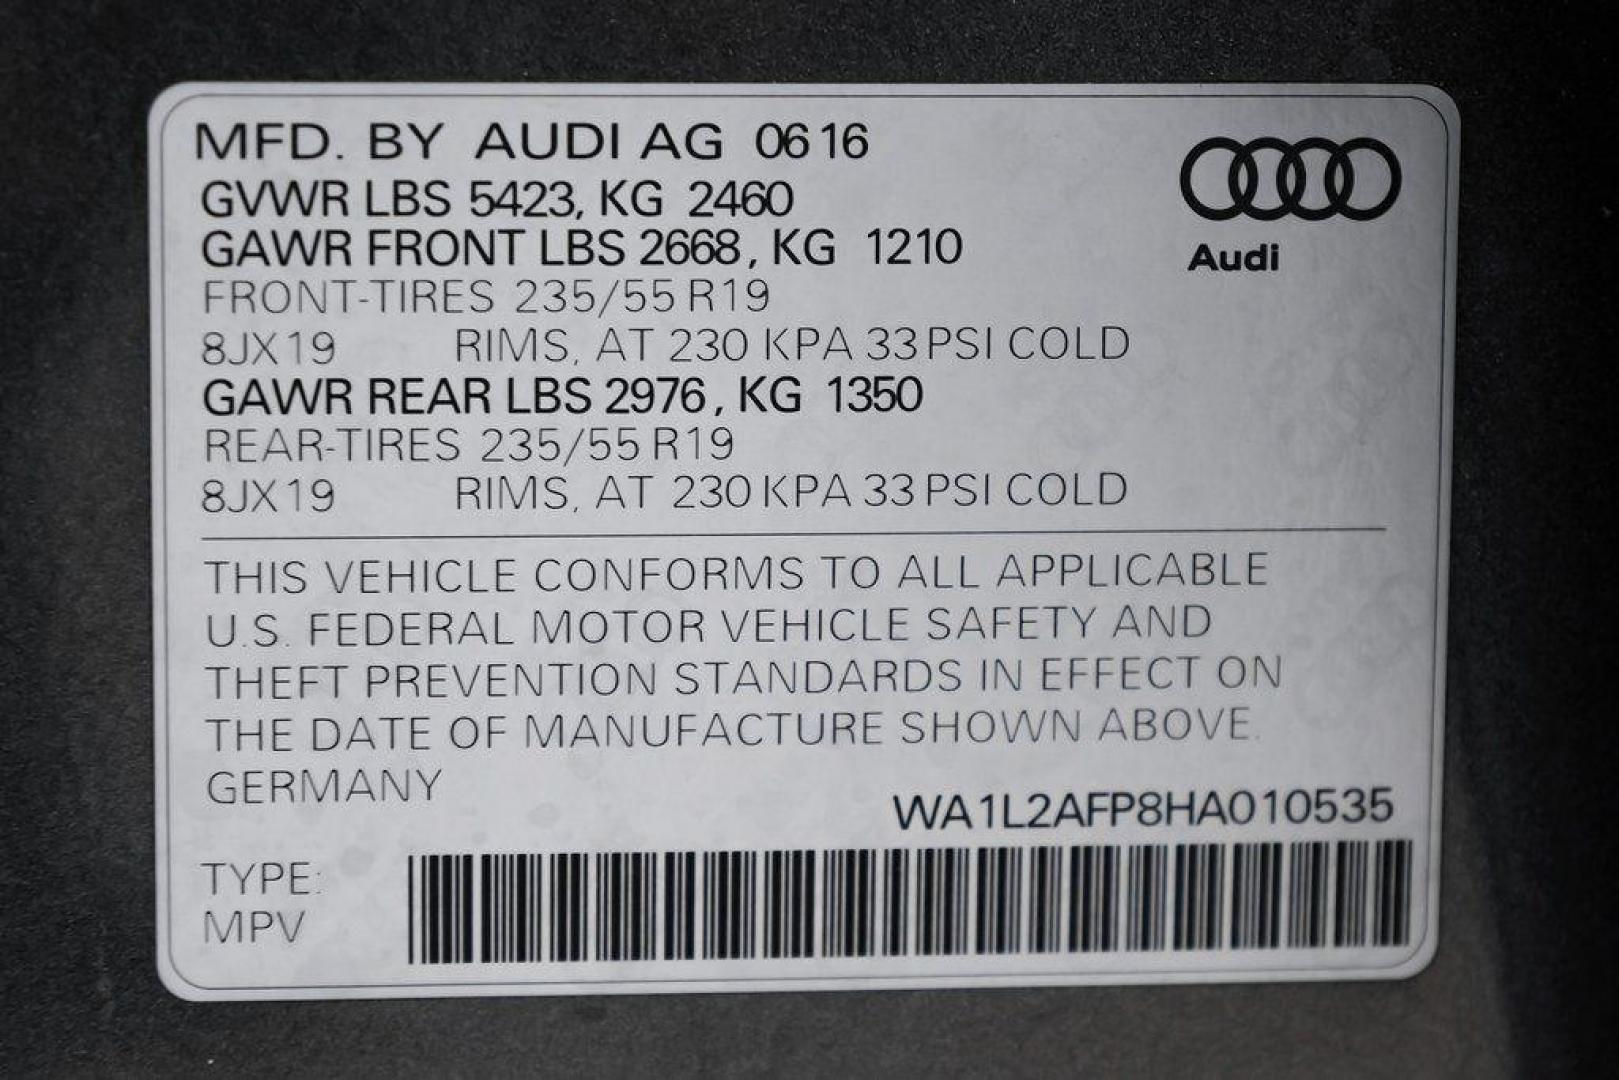 MFD. BY AUDI AG 06 16
GVWR LBS 5423, KG 2460
GAWR FRONT LBS 2668, KG 1210
FRONT-TIRES 235/55 R19
8JX19 RIMS, AT 230 KPA 33 PSI COLD
GAWR REAR LBS 2976, KG 1350
REAR-TIRES 235/55 R19
8JX19 RIMS, AT 230 KPA 33 PSI COLD
Audi
THIS VEHICLE CONFORMS TO ALL APPLICABLE
U.S. FEDERAL MOTOR VEHICLE SAFETY AND
THEFT PREVENTION STANDARDS IN EFFECT ON
THE DATE OF MANUFACTURE SHOWN ABOVE.
GERMANY
WA1L2AFP8HA010535
TYPE:
MPV